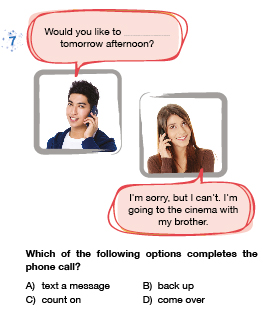 7
Would you like to ________
tomorrow afternoon?
I'm sorry, but I can't. I'm
going to the cinema with
my brother.
Which of the following options completes the
phone call?
A) text a message
B) back up
C) count on
D) come over